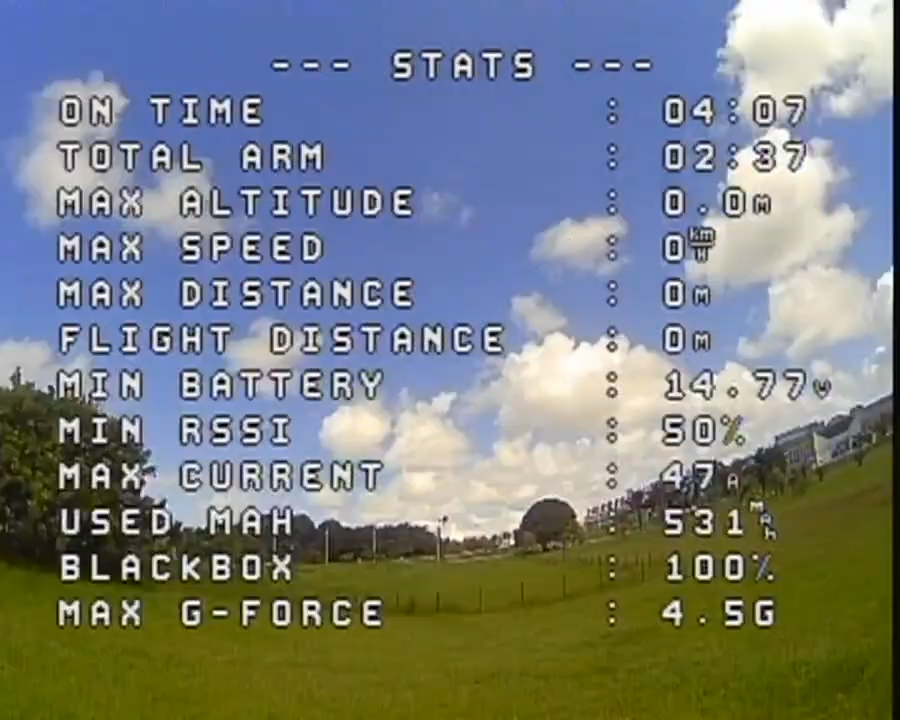 --- STATS ---
ON TIME : 04:07
TOTAL ARM : 02:37
MAX ALTITUDE : 0.0M
MAX SPEED : 0km/H
MAX DISTANCE : 0M
FLIGHT DISTANCE : 0M
MIN BATTERY : 14.77V
MIN RSSI : 50%
MAX CURRENT : 47A
USED MAH : 531mAh
BLACKBOX : 100%
MAX G-FORCE : 4.5G